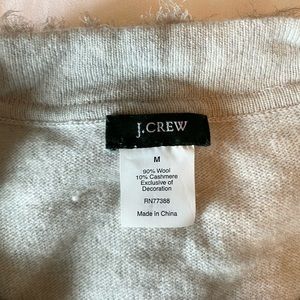 J.CREW
M
90% Wool
10% Cashmere
Exclusive of
Decoration
RN77388
Made in China